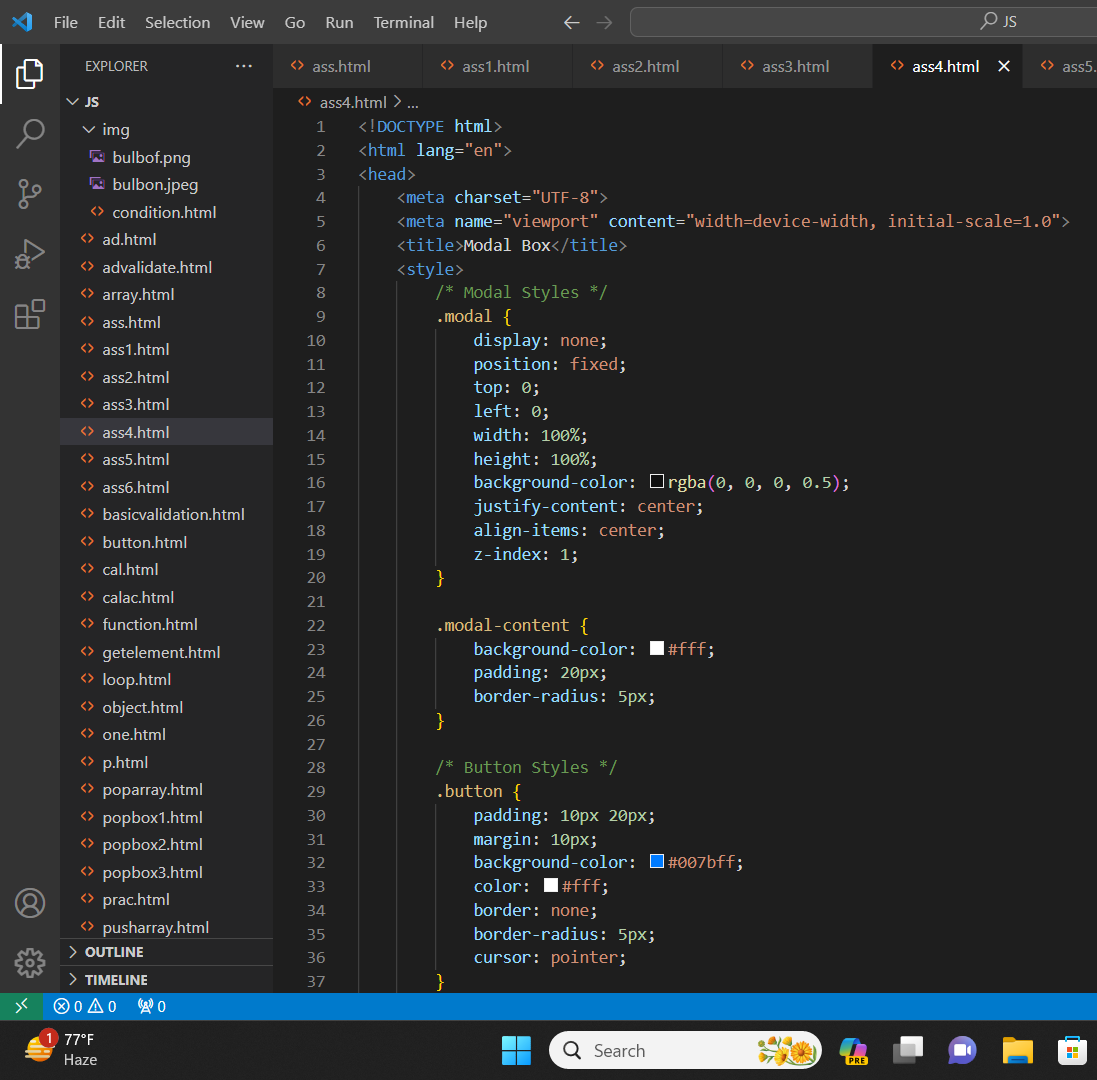 File Edit Selection View Go Run Terminal Help
JS
EXPLORER ...
JS
img
bulbof.png
bulbon.jpeg
condition.html
ad.html
advalidate.html
array.html
ass.html
ass1.html
ass2.html
ass3.html
ass4.html
ass5.html
ass6.html
basicvalidation.html
button.html
cal.html
calac.html
function.html
getelement.html
loop.html
object.html
one.html
p.html
poparray.html
popbox1.html
popbox2.html
popbox3.html
prac.html
pusharray.html
OUTLINE
TIMELINE
ass.html ass1.html ass2.html ass3.html ass4.html ass5.
ass4.html > ...
1 <!DOCTYPE html>
2 <html lang="en">
3 <head>
4 <meta charset="UTF-8">
5 <meta name="viewport" content="width=device-width, initial-scale=1.0">
6 <title>Modal Box</title>
7 <style>
8 /* Modal Styles */
9 .modal {
10 display: none;
11 position: fixed;
12 top: 0;
13 left: 0;
14 width: 100%;
15 height: 100%;
16 background-color: rgba(0, 0, 0, 0.5);
17 justify-content: center;
18 align-items: center;
19 z-index: 1;
20 }
21
22 .modal-content {
23 background-color: #fff;
24 padding: 20px;
25 border-radius: 5px;
26 }
27
28 /* Button Styles */
29 .button {
30 padding: 10px 20px;
31 margin: 10px;
32 background-color: #007bff;
33 color: #fff;
34 border: none;
35 border-radius: 5px;
36 cursor: pointer;
37 }
0 0 0
1 77°F
Haze
Search
PRE